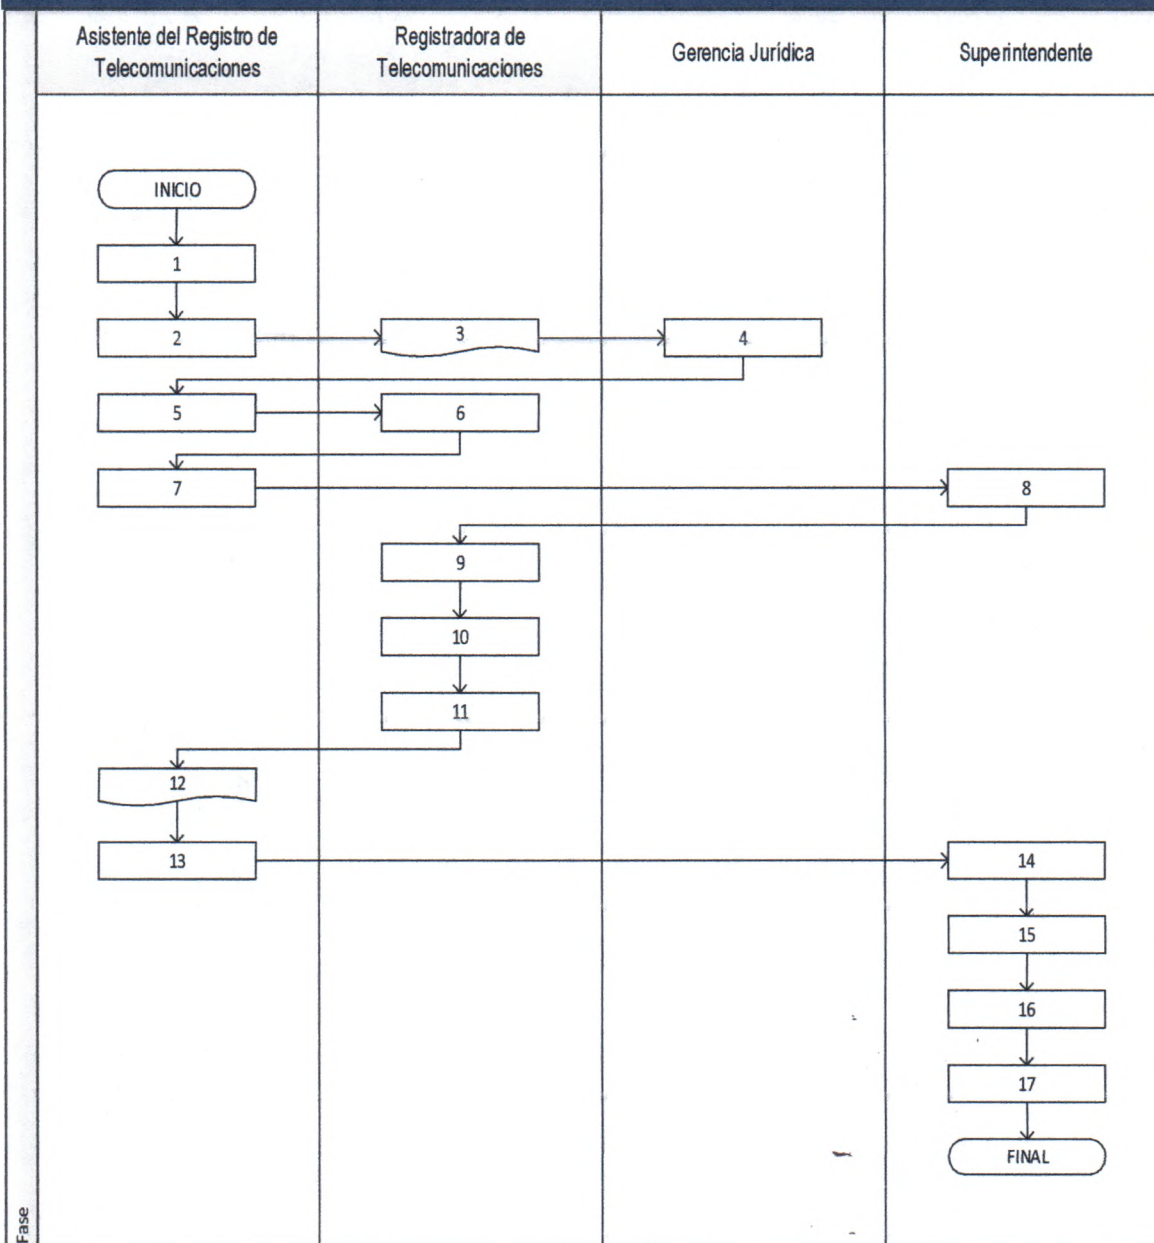 Asistente del Registro de
Telecomunicaciones
Registradora de
Telecomunicaciones
Gerencia Jurídica
Superintendente
INICIO
1
2
3
4
5
6
7
8
9
10
11
12
13
14
15
16
17
FINAL
Fase